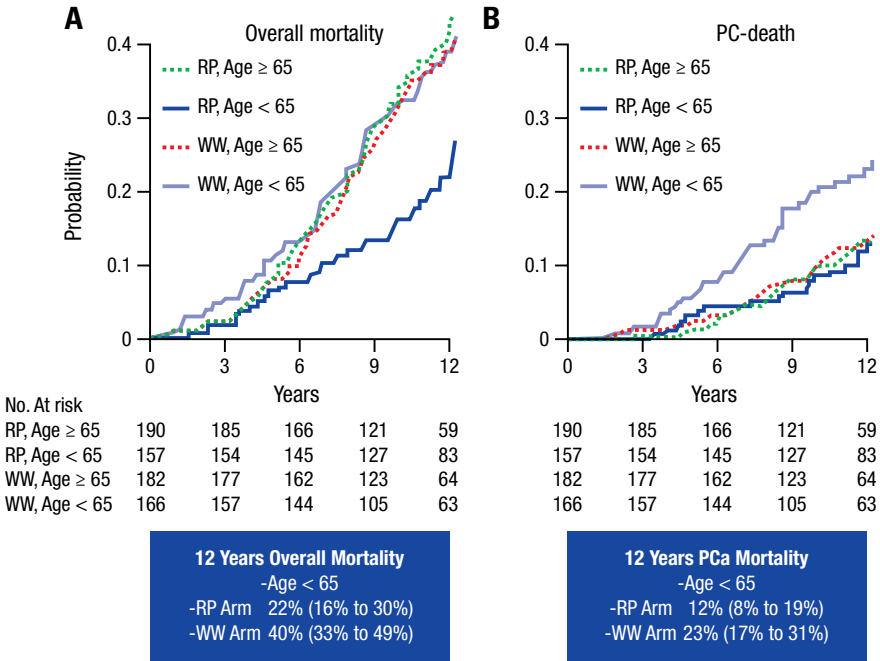 A
Overall mortality
0.4
0.3
0.2
0.1
0
Probability
RP, Age ≥ 65
RP, Age < 65
WW, Age ≥ 65
WW, Age < 65
0 3 6 9 12
Years
B
PC-death
0.4
0.3
0.2
0.1
0
RP, Age ≥ 65
RP, Age < 65
WW, Age ≥ 65
WW, Age < 65
0 3 6 9 12
Years
No. At risk
RP, Age ≥ 65 190 185 166 121 59 190 185 166 121 59
RP, Age < 65 157 154 145 127 83 157 154 145 127 83
WW, Age ≥ 65 182 177 162 123 64 182 177 162 123 64
WW, Age < 65 166 157 144 105 63 166 157 144 105 63
12 Years Overall Mortality
-Age < 65
-RP Arm 22% (16% to 30%)
-WW Arm 40% (33% to 49%)
12 Years PCa Mortality
-Age < 65
-RP Arm 12% (8% to 19%)
-WW Arm 23% (17% to 31%)